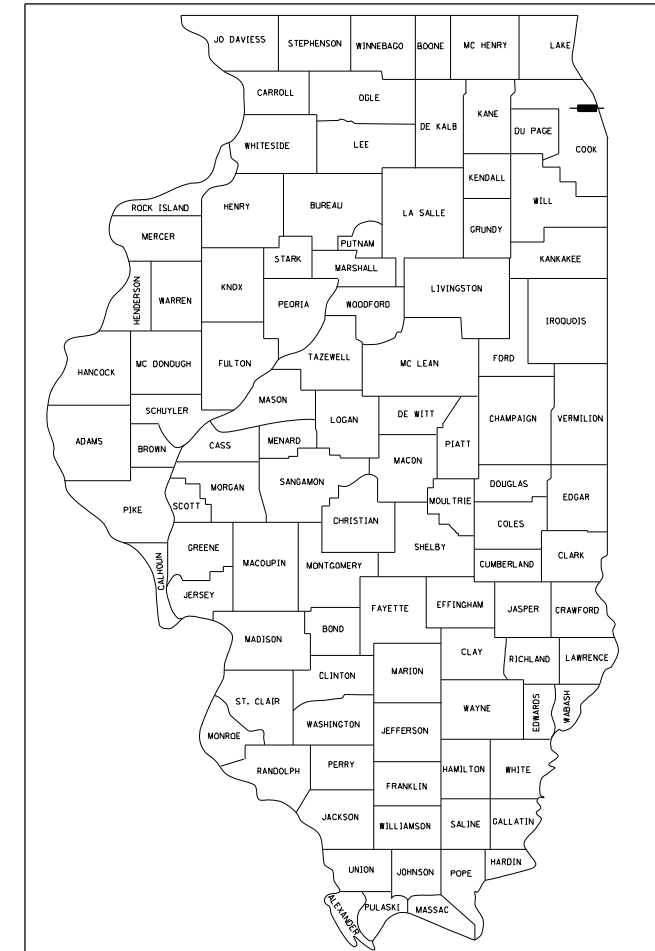 JO DAVIESS
STEPHENSON
WINNEBAGO
BOONE
MC HENRY
LAKE
CARROLL
OGLE
DE KALB
KANE
DU PAGE
COOK
WHITESIDE
LEE
KENDALL
WILL
ROCK ISLAND
HENRY
BUREAU
LA SALLE
GRUNDY
MERCER
PUTNAM
STARK
MARSHALL
KANKAKEE
HENDERSON
WARREN
KNOX
PEORIA
WOODFORD
LIVINGSTON
IROQUOIS
HANCOCK
MC DONOUGH
FULTON
TAZEWELL
MC LEAN
FORD
SCHUYLER
MASON
LOGAN
DE WITT
CHAMPAIGN
VERMILION
ADAMS
BROWN
CASS
MENARD
PIATT
MACON
PIKE
SCOTT
MORGAN
SANGAMON
MOULTRIE
DOUGLAS
EDGAR
CHRISTIAN
COLES
CALHOUN
GREENE
MACOUPIN
MONTGOMERY
SHELBY
CUMBERLAND
CLARK
JERSEY
FAYETTE
EFFINGHAM
JASPER
CRAWFORD
MADISON
BOND
CLAY
RICHLAND
LAWRENCE
CLINTON
MARION
ST. CLAIR
WAYNE
EDWARDS
WABASH
MONROE
WASHINGTON
JEFFERSON
RANDOLPH
PERRY
HAMILTON
WHITE
FRANKLIN
JACKSON
WILLIAMSON
SALINE
GALLATIN
UNION
JOHNSON
POPE
HARDIN
ALEXANDER
PULASKI
MASSAC